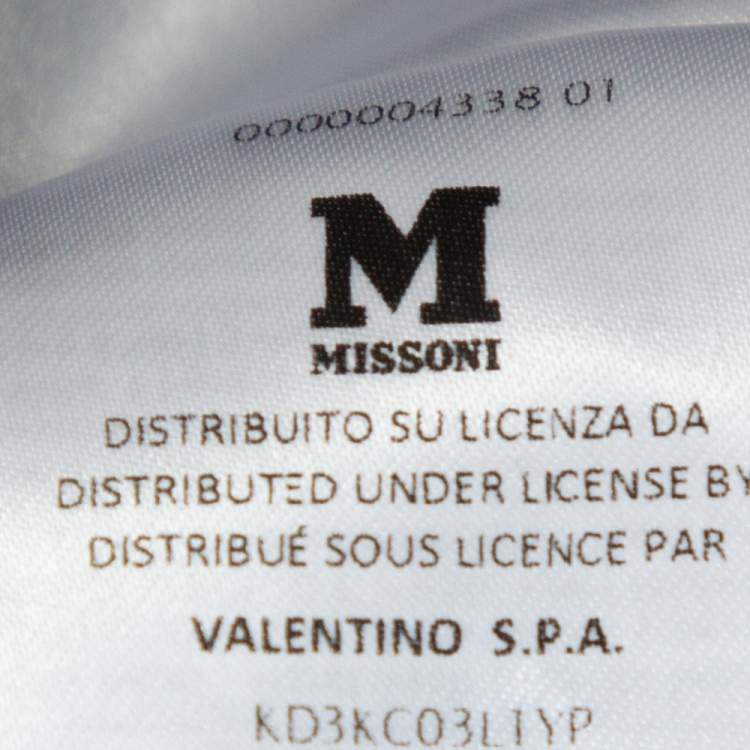 0000004338 01
M
MISSONI
DISTRIBUITO SU LICENZA DA
DISTRIBUTED UNDER LICENSE BY
DISTRIBUÉ SOUS LICENCE PAR
VALENTINO S.P.A.
KD3KC03L1YP